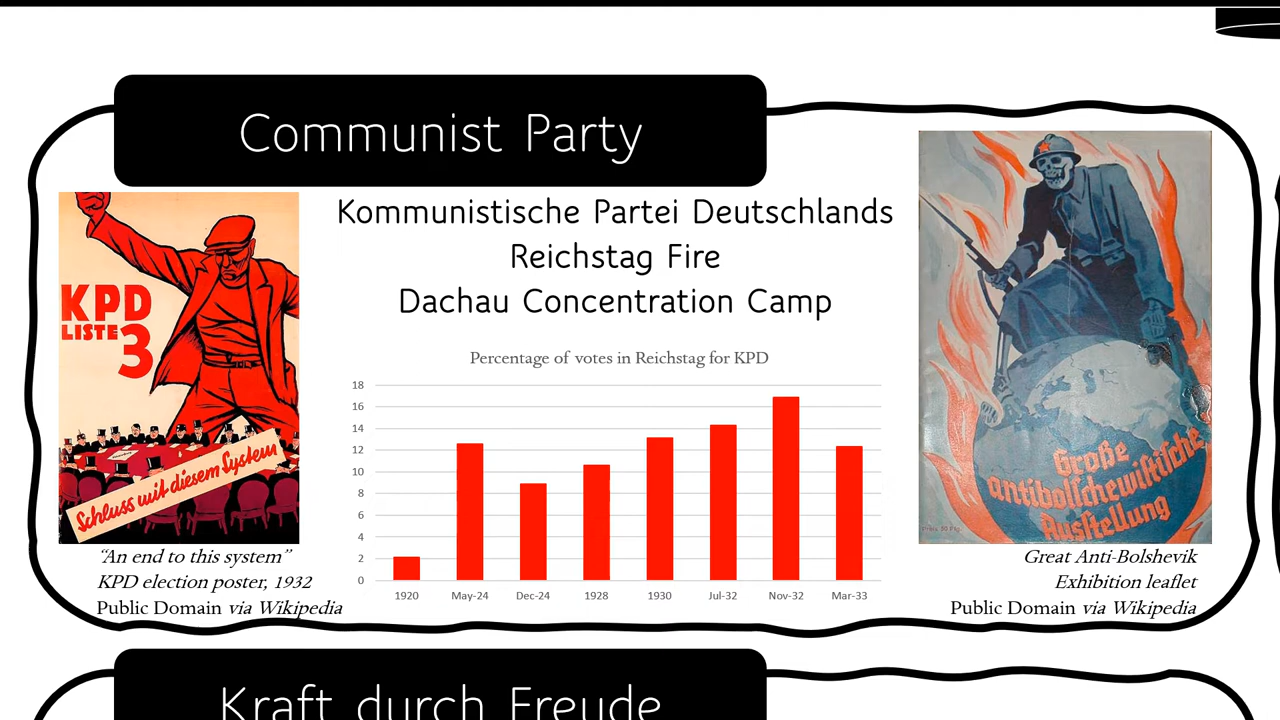 Communist Party
KPD
LISTE 3
Schluss mit diesem System
"An end to this system"
KPD election poster, 1932
Public Domain via Wikipedia
Kommunistische Partei Deutschlands
Reichstag Fire
Dachau Concentration Camp
Percentage of votes in Reichstag for KPD
18
16
14
12
10
8
6
4
2
0
1920 May-24 Dec-24 1928 1930 Jul-32 Nov-32 Mar-33
Große
antibolschewistische
Ausstellung
Great Anti-Bolshevik
Exhibition leaflet
Public Domain via Wikipedia
Kraft durch Freude